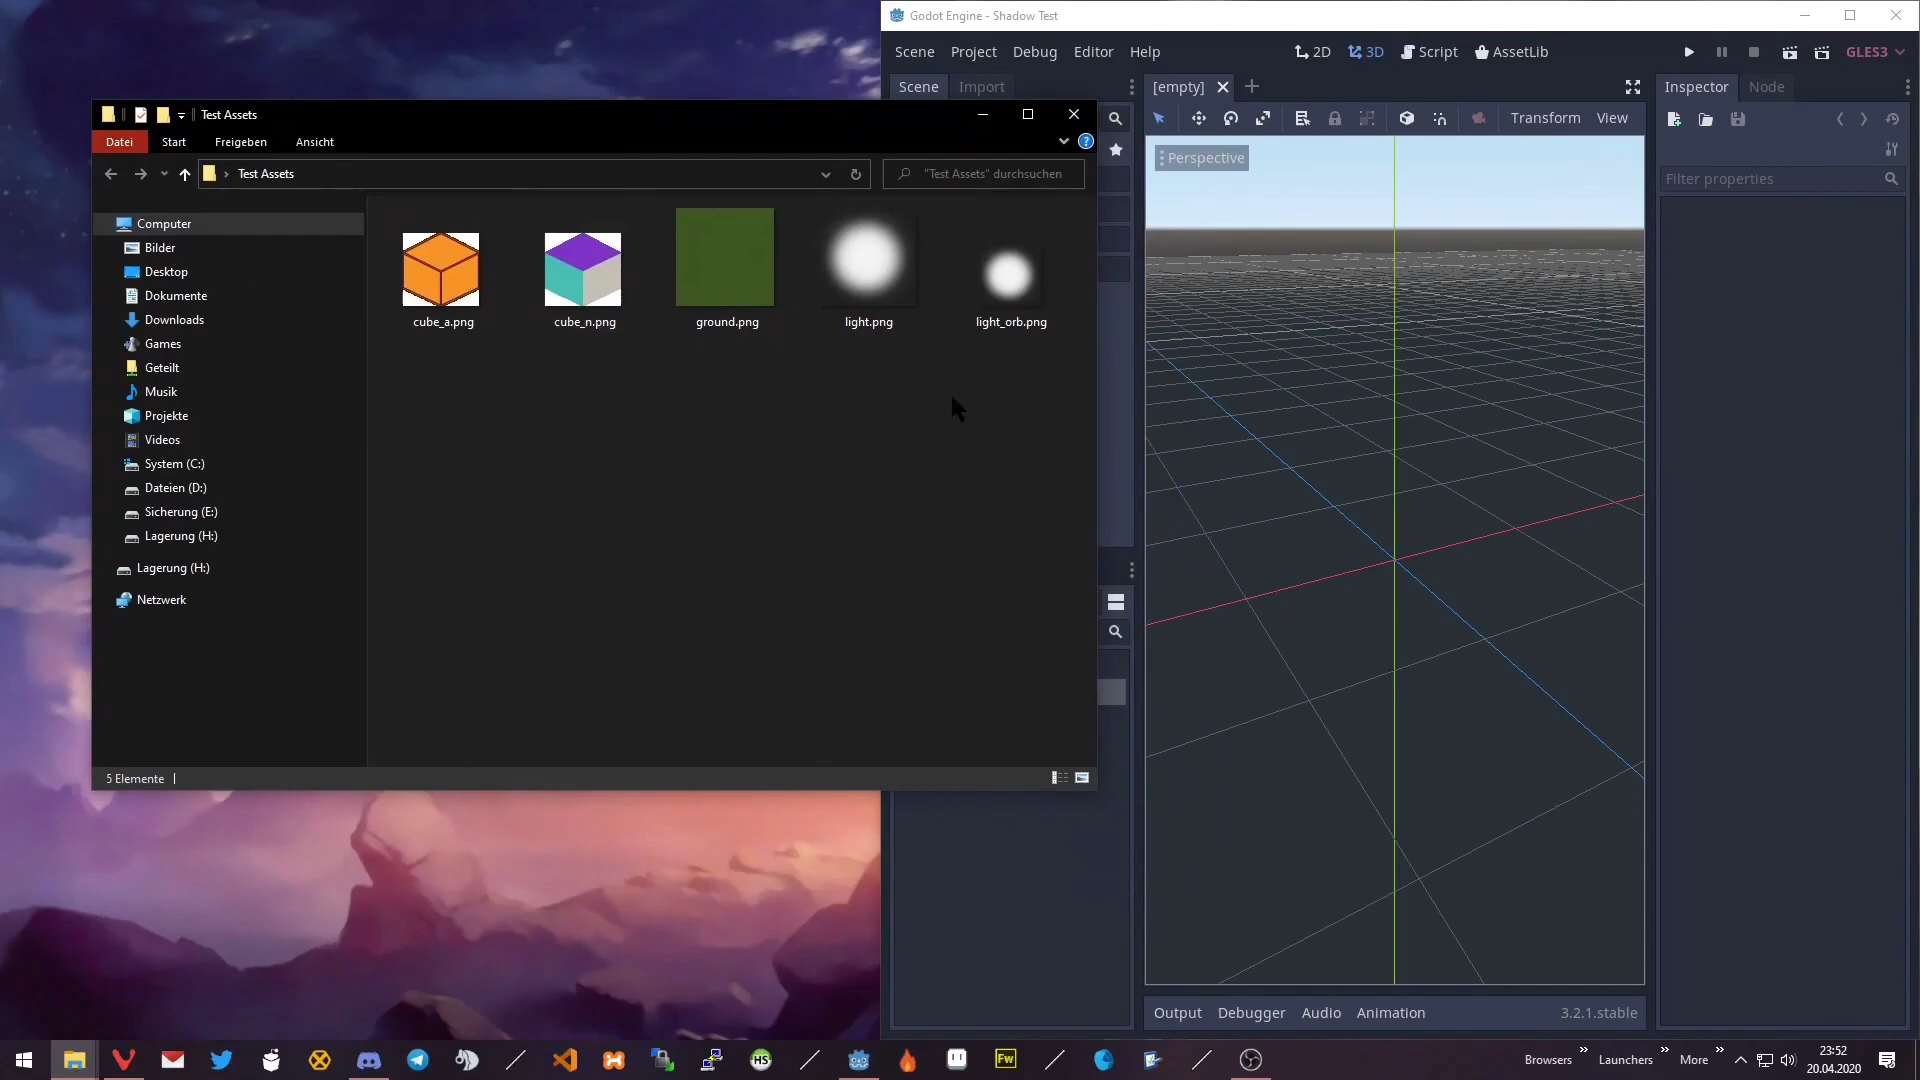 Godot Engine - Shadow Test
Scene Project Debug Editor Help
2D 3D Script AssetLib
GLES3
Scene Import
[empty]
Inspector Node
Transform View
Perspective
Filter properties
Test Assets
Datei Start Freigeben Ansicht
Test Assets
"Test Assets" durchsuchen
Computer
Bilder
Desktop
Dokumente
Downloads
Games
Geteilt
Musik
Projekte
Videos
System (C:)
Dateien (D:)
Sicherung (E:)
Lagerung (H:)
Lagerung (H:)
Netzwerk
cube_a.png
cube_n.png
ground.png
light.png
light_orb.png
5 Elemente
Output Debugger Audio Animation
3.2.1.stable
HS
Fw
Browsers
Launchers
More
23:52
20.04.2020